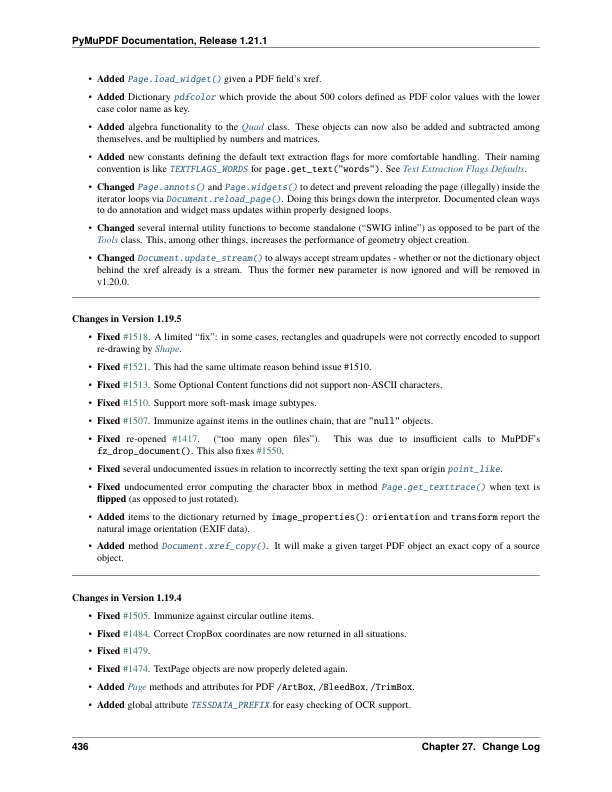 PyMuPDF Documentation, Release 1.21.1
• Added Page.load_widget() given a PDF field's xref.
• Added Dictionary pdfcolor which provide the about 500 colors defined as PDF color values with the lower
case color name as key.
• Added algebra functionality to the Quad class. These objects can now also be added and subtracted among
themselves, and be multiplied by numbers and matrices.
• Added new constants defining the default text extraction flags for more comfortable handling. Their naming
convention is like TEXTFLAGS_WORDS for page.get_text("words"). See Text Extraction Flags Defaults.
• Changed Page.annots() and Page.widgets() to detect and prevent reloading the page (illegally) inside the
iterator loops via Document.reload_page(). Doing this brings down the interpretor. Documented clean ways
to do annotation and widget mass updates within properly designed loops.
• Changed several internal utility functions to become standalone (“SWIG inline”) as opposed to be part of the
Tools class. This, among other things, increases the performance of geometry object creation.
• Changed Document.update_stream() to always accept stream updates - whether or not the dictionary object
behind the xref already is a stream. Thus the former new parameter is now ignored and will be removed in
v1.20.0.
Changes in Version 1.19.5
• Fixed #1518. A limited “fix”: in some cases, rectangles and quadrupels were not correctly encoded to support
re-drawing by Shape.
• Fixed #1521. This had the same ultimate reason behind issue #1510.
• Fixed #1513. Some Optional Content functions did not support non-ASCII characters.
• Fixed #1510. Support more soft-mask image subtypes.
• Fixed #1507. Immunize against items in the outlines chain, that are "null" objects.
• Fixed re-opened #1417. (“too many open files”). This was due to insufficient calls to MuPDF's
fz_drop_document(). This also fixes #1550.
• Fixed several undocumented issues in relation to incorrectly setting the text span origin point_like.
• Fixed undocumented error computing the character bbox in method Page.get_texttrace() when text is
flipped (as opposed to just rotated).
• Added items to the dictionary returned by image_properties(): orientation and transform report the
natural image orientation (EXIF data).
• Added method Document.xref_copy(). It will make a given target PDF object an exact copy of a source
object.
Changes in Version 1.19.4
• Fixed #1505. Immunize against circular outline items.
• Fixed #1484. Correct CropBox coordinates are now returned in all situations.
• Fixed #1479.
• Fixed #1474. TextPage objects are now properly deleted again.
• Added Page methods and attributes for PDF /ArtBox, /BleedBox, /TrimBox.
• Added global attribute TESSDATA_PREFIX for easy checking of OCR support.
436 Chapter 27. Change Log